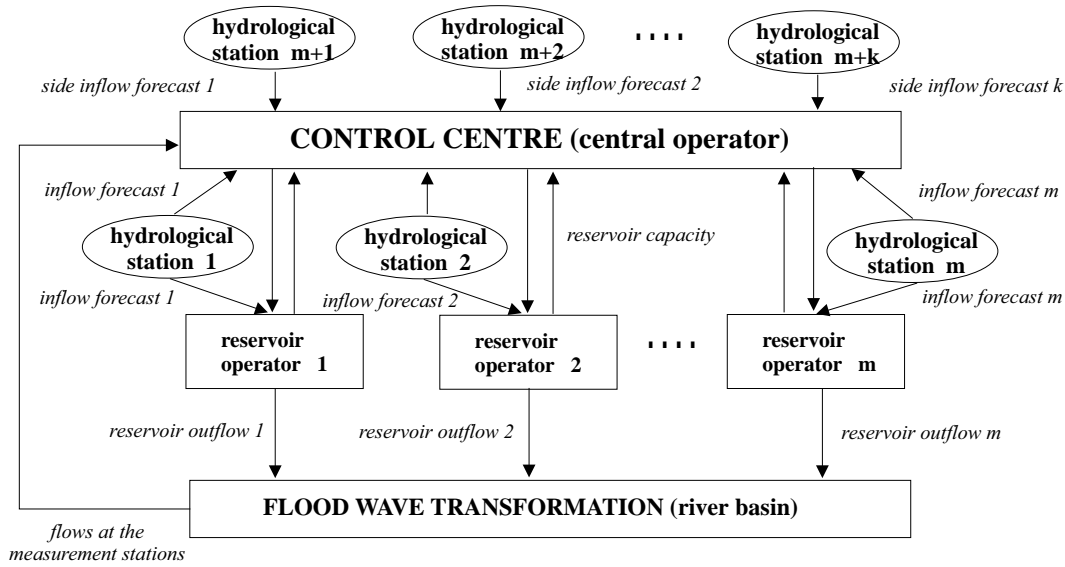 hydrological
station m+1
hydrological
station m+2
hydrological
station m+k
side inflow forecast 1
side inflow forecast 2
side inflow forecast k
CONTROL CENTRE (central operator)
inflow forecast 1
inflow forecast m
hydrological
station 1
hydrological
station 2
reservoir capacity
hydrological
station m
inflow forecast 1
inflow forecast 2
inflow forecast m
reservoir
operator 1
reservoir
operator 2
reservoir
operator m
reservoir outflow 1
reservoir outflow 2
reservoir outflow m
FLOOD WAVE TRANSFORMATION (river basin)
flows at the
measurement stations